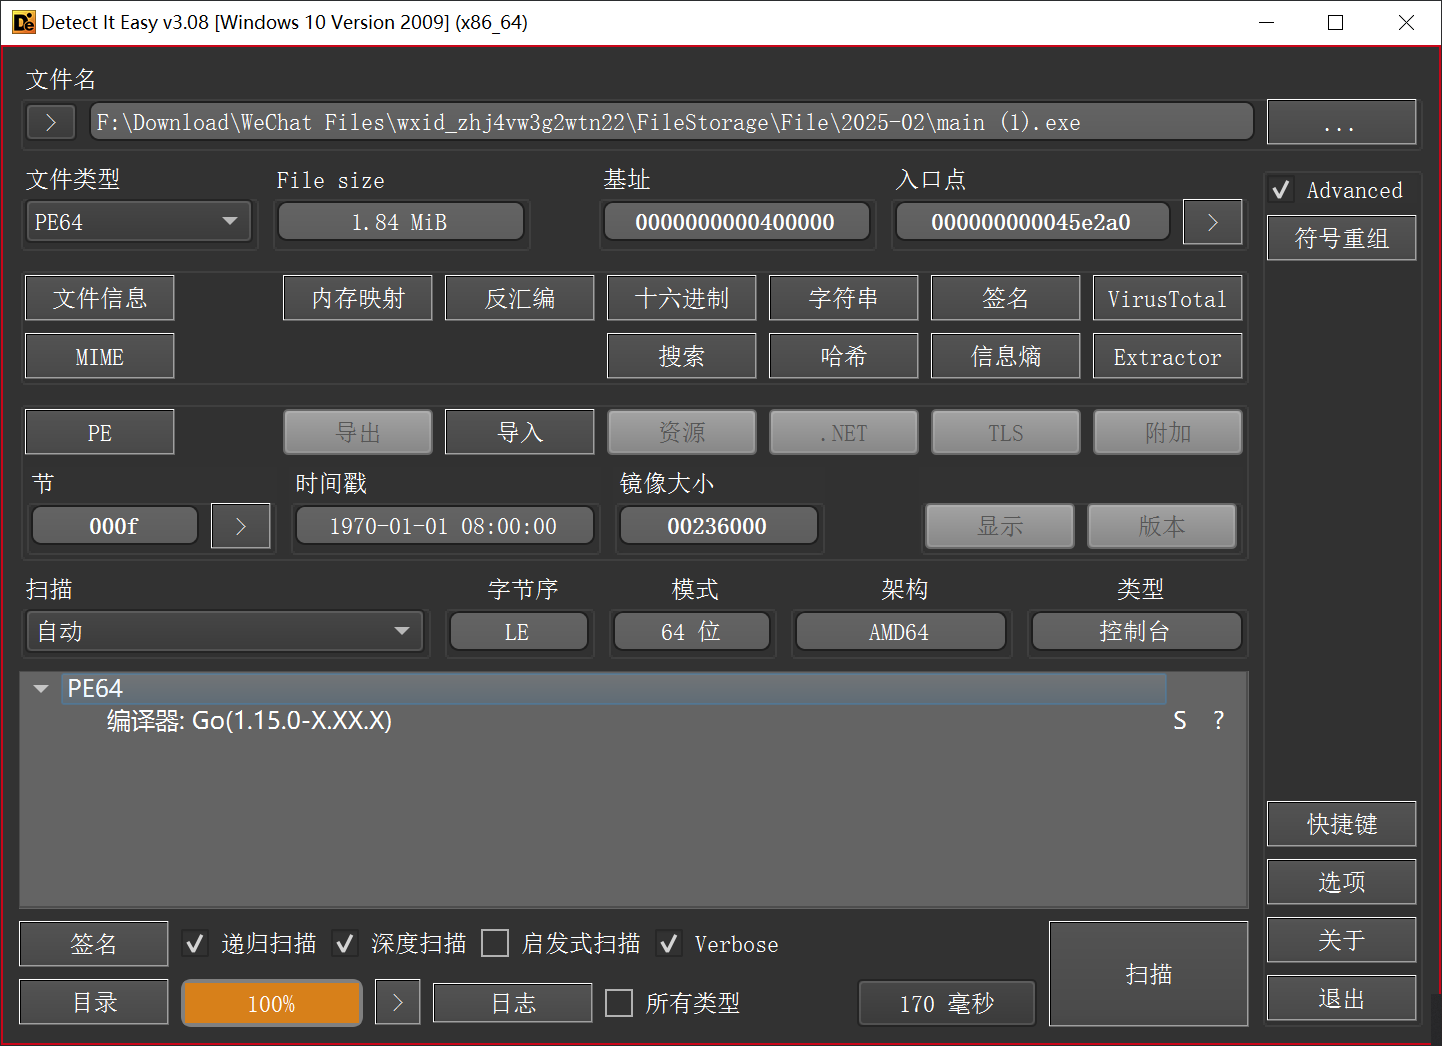 Detect It Easy v3.08 [Windows 10 Version 2009] (x86_64)
文件名
F:\Download\WeChat Files\wxid_zhj4vw3g2wtn22\FileStorage\File\2025-02\main (1).exe
...
文件类型 File size 基址 入口点
Advanced
PE64 1.84 MiB 0000000000400000 000000000045e2a0 >
符号重组
文件信息 内存映射 反汇编 十六进制 字符串 签名 VirusTotal
MIME 搜索 哈希 信息熵 Extractor
PE 导出 导入 资源 .NET TLS 附加
节 时间戳 镜像大小
000f > 1970-01-01 08:00:00 00236000 显示 版本
扫描 字节序 模式 架构 类型
自动 LE 64 位 AMD64 控制台
PE64
编译器: Go(1.15.0-X.XX.X) S ?
快捷键
选项
签名 递归扫描 深度扫描 启发式扫描 Verbose
扫描
关于
目录 100% > 日志 所有类型 170 毫秒
退出